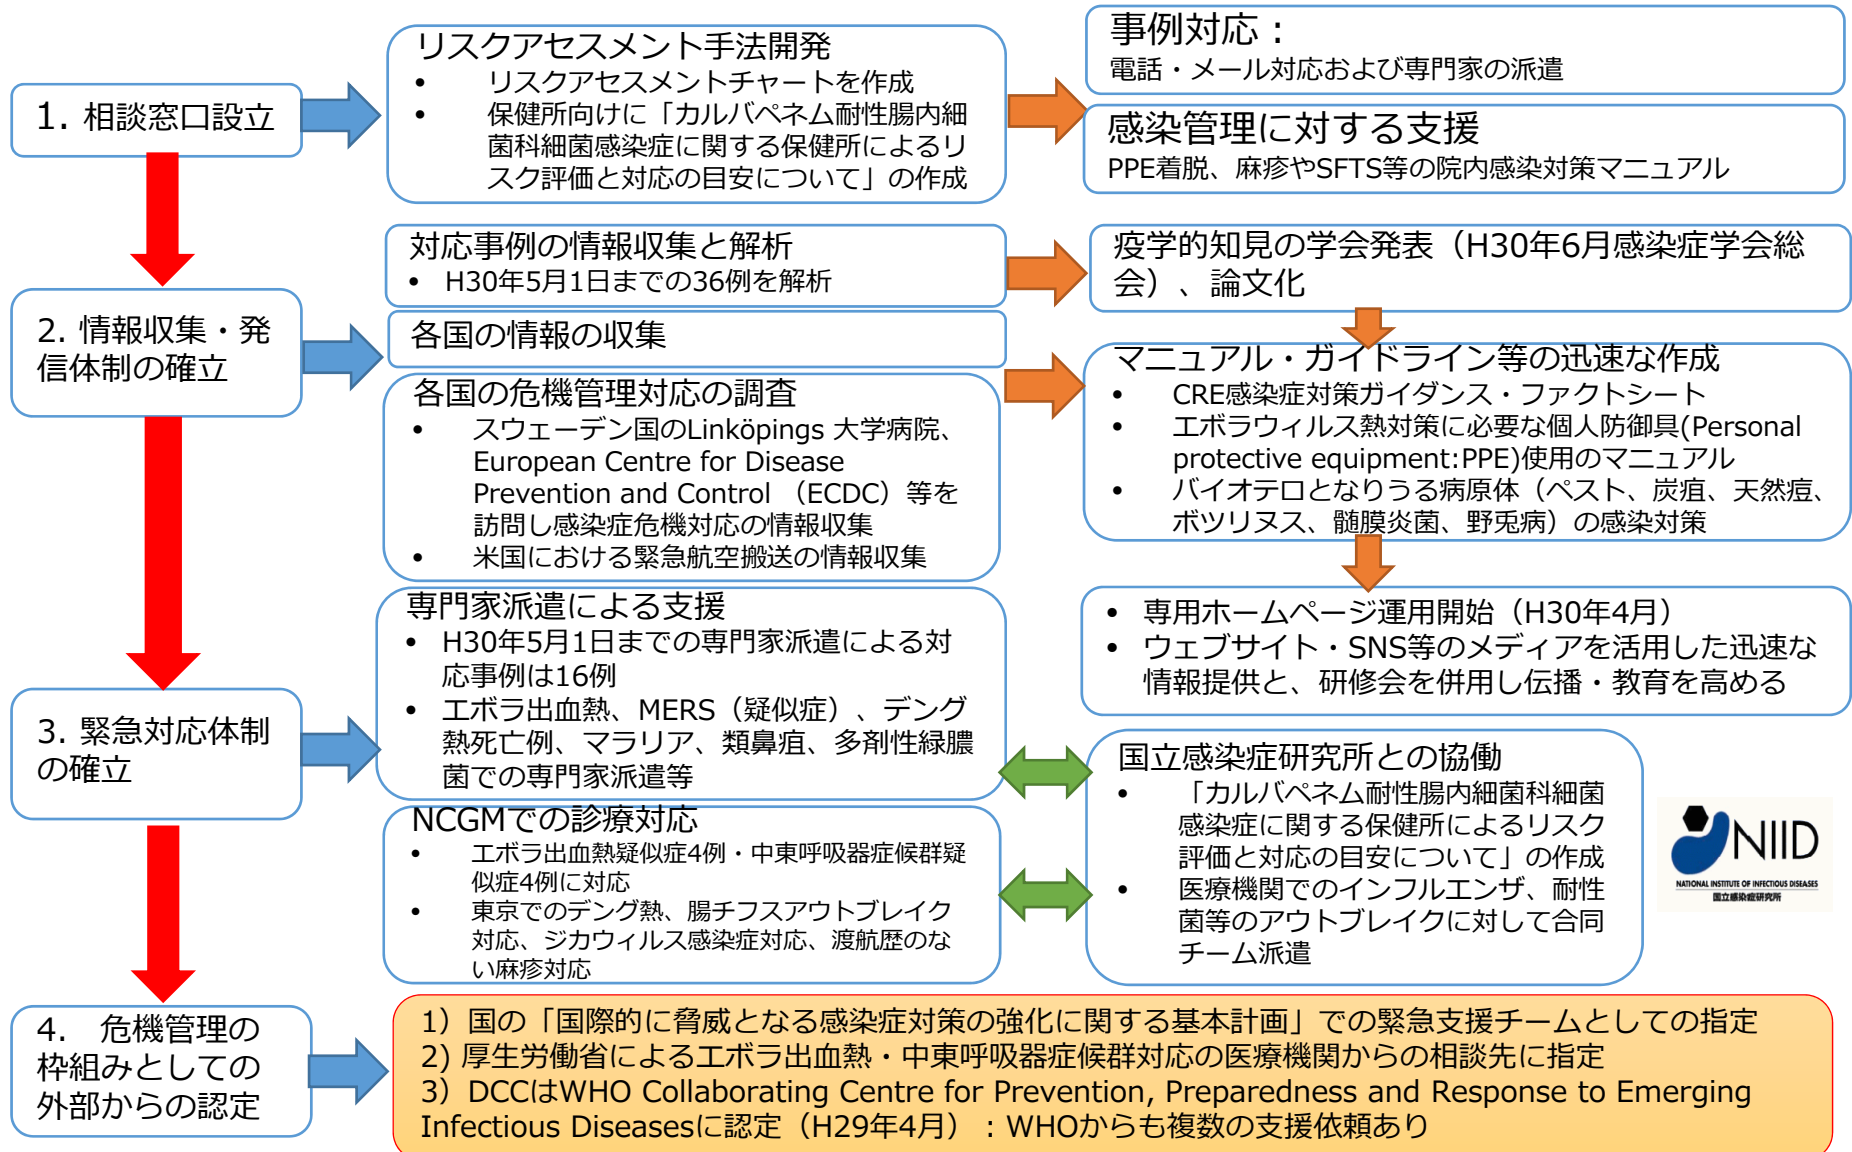 1. 相談窓口設立
リスクアセスメント手法開発
• リスクアセスメントチャートを作成
• 保健所向けに「カルバペネム耐性腸内細
菌科細菌感染症に関する保健所によるリ
スク評価と対応の目安について」の作成
事例対応：
電話・メール対応および専門家の派遣
感染管理に対する支援
PPE着脱、麻疹やSFTS等の院内感染対策マニュアル
2. 情報収集・発
信体制の確立
対応事例の情報収集と解析
• H30年5月1日までの36例を解析
各国の情報の収集
各国の危機管理対応の調査
• スウェーデン国のLinköpings 大学病院、
European Centre for Disease
Prevention and Control （ECDC）等を
訪問し感染症危機対応の情報収集
• 米国における緊急航空搬送の情報収集
疫学的知見の学会発表（H30年6月感染症学会総
会）、論文化
マニュアル・ガイドライン等の迅速な作成
• CRE感染症対策ガイダンス・ファクトシート
• エボラウィルス熱対策に必要な個人防御具(Personal
protective equipment:PPE)使用のマニュアル
• バイオテロとなりうる病原体（ペスト、炭疽、天然痘、
ボツリヌス、髄膜炎菌、野兎病）の感染対策
• 専用ホームページ運用開始（H30年4月）
• ウェブサイト・SNS等のメディアを活用した迅速な
情報提供と、研修会を併用し伝播・教育を高める
3. 緊急対応体制
の確立
専門家派遣による支援
• H30年5月1日までの専門家派遣による対
応事例は16例
• エボラ出血熱、MERS（疑似症）、デング
熱死亡例、マラリア、類鼻疽、多剤性緑膿
菌での専門家派遣等
NCGMでの診療対応
• エボラ出血熱疑似症4例・中東呼吸器症候群疑
似症4例に対応
• 東京でのデング熱、腸チフスアウトブレイク
対応、ジカウィルス感染症対応、渡航歴のな
い麻疹対応
国立感染症研究所との協働
• 「カルバペネム耐性腸内細菌科細菌
感染症に関する保健所によるリスク
評価と対応の目安について」の作成
• 医療機関でのインフルエンザ、耐性
菌等のアウトブレイクに対して合同
チーム派遣
NIID
NATIONAL INSTITUTE OF INFECTIOUS DISEASES
国立感染症研究所
4. 危機管理の
枠組みとしての
外部からの認定
1）国の「国際的に脅威となる感染症対策の強化に関する基本計画」での緊急支援チームとしての指定
2) 厚生労働省によるエボラ出血熱・中東呼吸器症候群対応の医療機関からの相談先に指定
3）DCCはWHO Collaborating Centre for Prevention, Preparedness and Response to Emerging
Infectious Diseasesに認定（H29年4月）：WHOからも複数の支援依頼あり